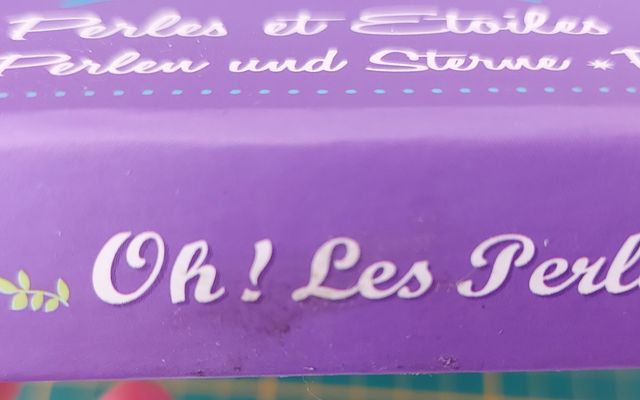 Perles et Etoiles
Perlen und Sterne *
Oh! Les Perl